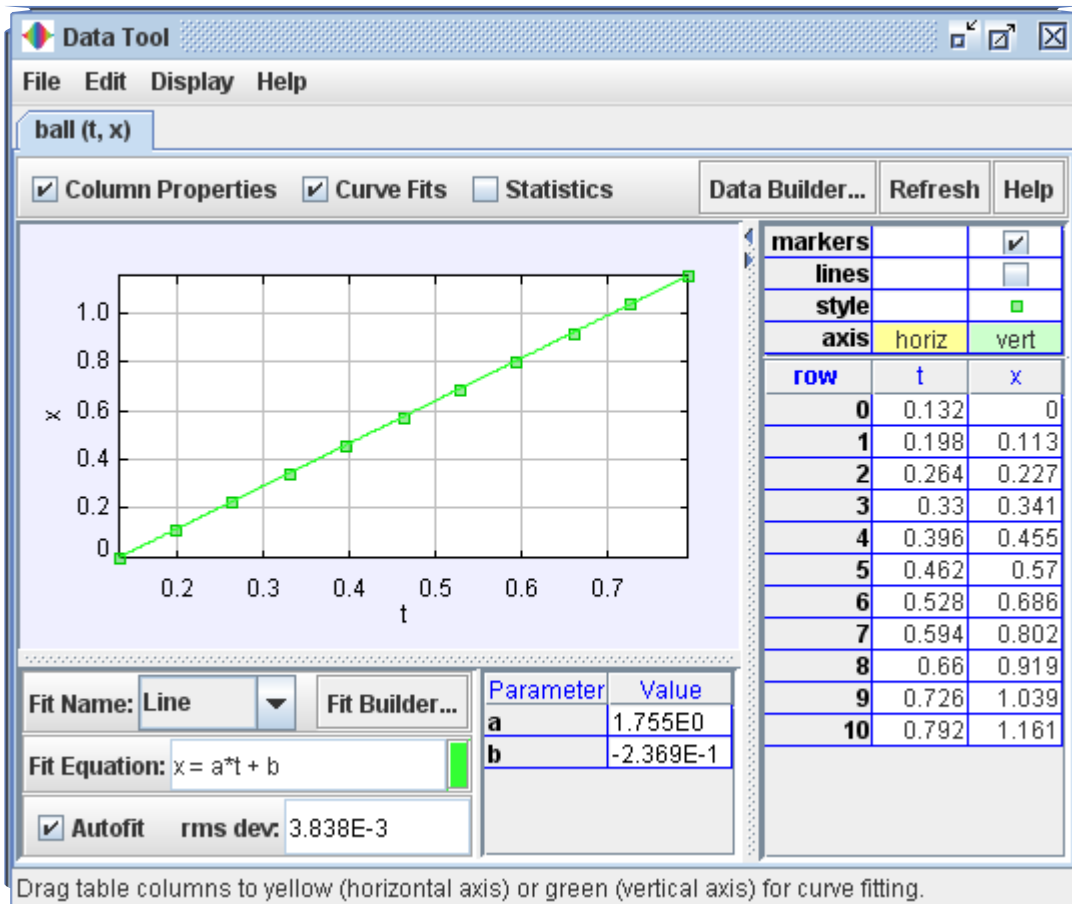 Data Tool
File Edit Display Help
ball (t, x)
Column Properties Curve Fits Statistics Data Builder... Refresh Help
1.0
0.8
0.6
0.4
0.2
0
x
0.2 0.3 0.4 0.5 0.6 0.7
t
markers
lines
style
axis horiz vert
row t x
0 0.132 0
1 0.198 0.113
2 0.264 0.227
3 0.33 0.341
4 0.396 0.455
5 0.462 0.57
6 0.528 0.686
7 0.594 0.802
8 0.66 0.919
9 0.726 1.039
10 0.792 1.161
Fit Name: Line Fit Builder...
Fit Equation: x = a*t + b
Autofit rms dev: 3.838E-3
Parameter Value
a 1.755E0
b -2.369E-1
Drag table columns to yellow (horizontal axis) or green (vertical axis) for curve fitting.